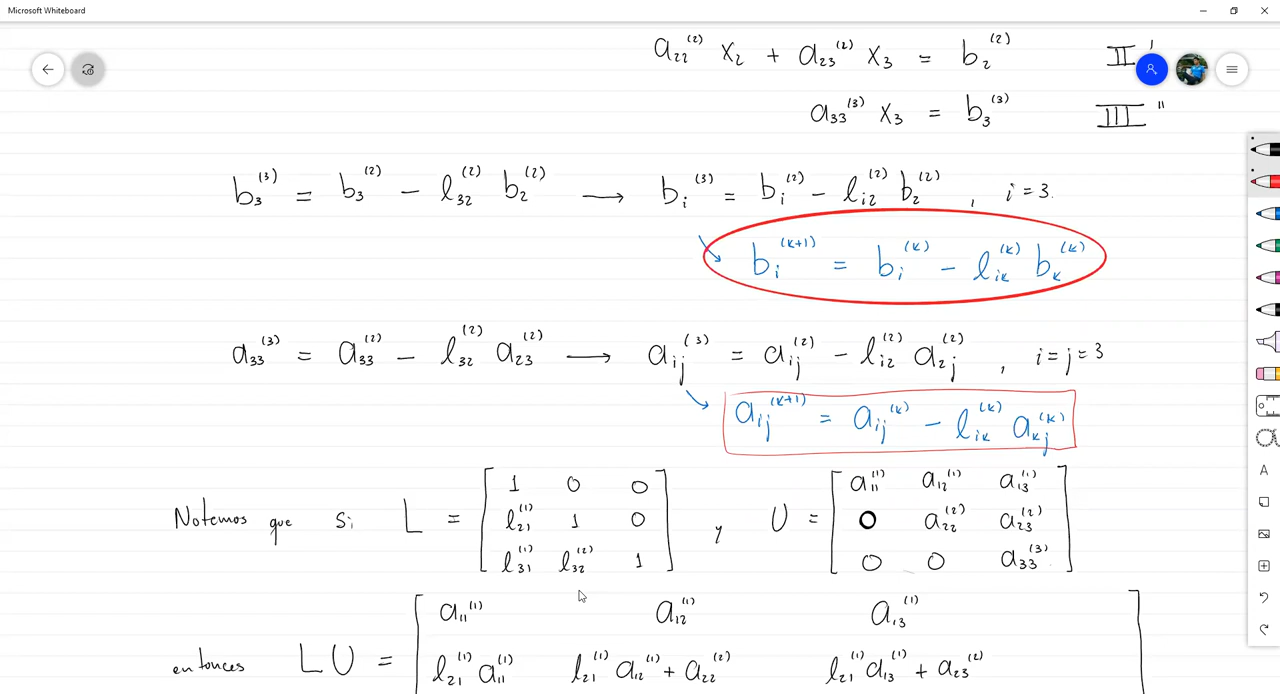 Microsoft Whiteboard
a₂₂⁽²⁾ x₂ + a₂₃⁽²⁾ x₃ = b₂⁽²⁾ II'
a₃₃⁽³⁾ x₃ = b₃⁽³⁾ III''
b₃⁽³⁾ = b₃⁽²⁾ − l₃₂⁽²⁾ b₂⁽²⁾ → bᵢ⁽³⁾ = bᵢ⁽²⁾ − lᵢ₂⁽²⁾ b₂⁽²⁾ , i = 3.
bᵢ⁽ᵏ⁺¹⁾ = bᵢ⁽ᵏ⁾ − lᵢₖ⁽ᵏ⁾ bₖ⁽ᵏ⁾
a₃₃⁽³⁾ = a₃₃⁽²⁾ − l₃₂⁽²⁾ a₂₃⁽²⁾ → aᵢⱼ⁽³⁾ = aᵢⱼ⁽²⁾ − lᵢ₂⁽²⁾ a₂ⱼ⁽²⁾ , i = j = 3
aᵢⱼ⁽ᵏ⁺¹⁾ = aᵢⱼ⁽ᵏ⁾ − lᵢₖ⁽ᵏ⁾ aₖⱼ⁽ᵏ⁾
Notemos que si L = [ 1 0 0 ; l₂₁⁽¹⁾ 1 0 ; l₃₁⁽¹⁾ l₃₂⁽²⁾ 1 ] y U = [ a₁₁⁽¹⁾ a₁₂⁽¹⁾ a₁₃⁽¹⁾ ; 0 a₂₂⁽²⁾ a₂₃⁽²⁾ ; 0 0 a₃₃⁽³⁾ ]
entonces LU = [ a₁₁⁽¹⁾ a₁₂⁽¹⁾ a₁₃⁽¹⁾ ; l₂₁⁽¹⁾ a₁₁⁽¹⁾ l₂₁⁽¹⁾ a₁₂⁽¹⁾ + a₂₂⁽²⁾ l₂₁⁽¹⁾ a₁₃⁽¹⁾ + a₂₃⁽²⁾ ]